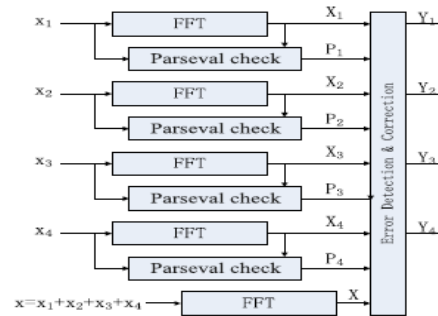 x₁ FFT X₁ Y₁
Parseval check P₁
x₂ FFT X₂ Y₂
Parseval check P₂
x₃ FFT X₃ Y₃
Parseval check P₃
x₄ FFT X₄ Y₄
Parseval check P₄
x=x₁+x₂+x₃+x₄ FFT X
Error Detection & Correction